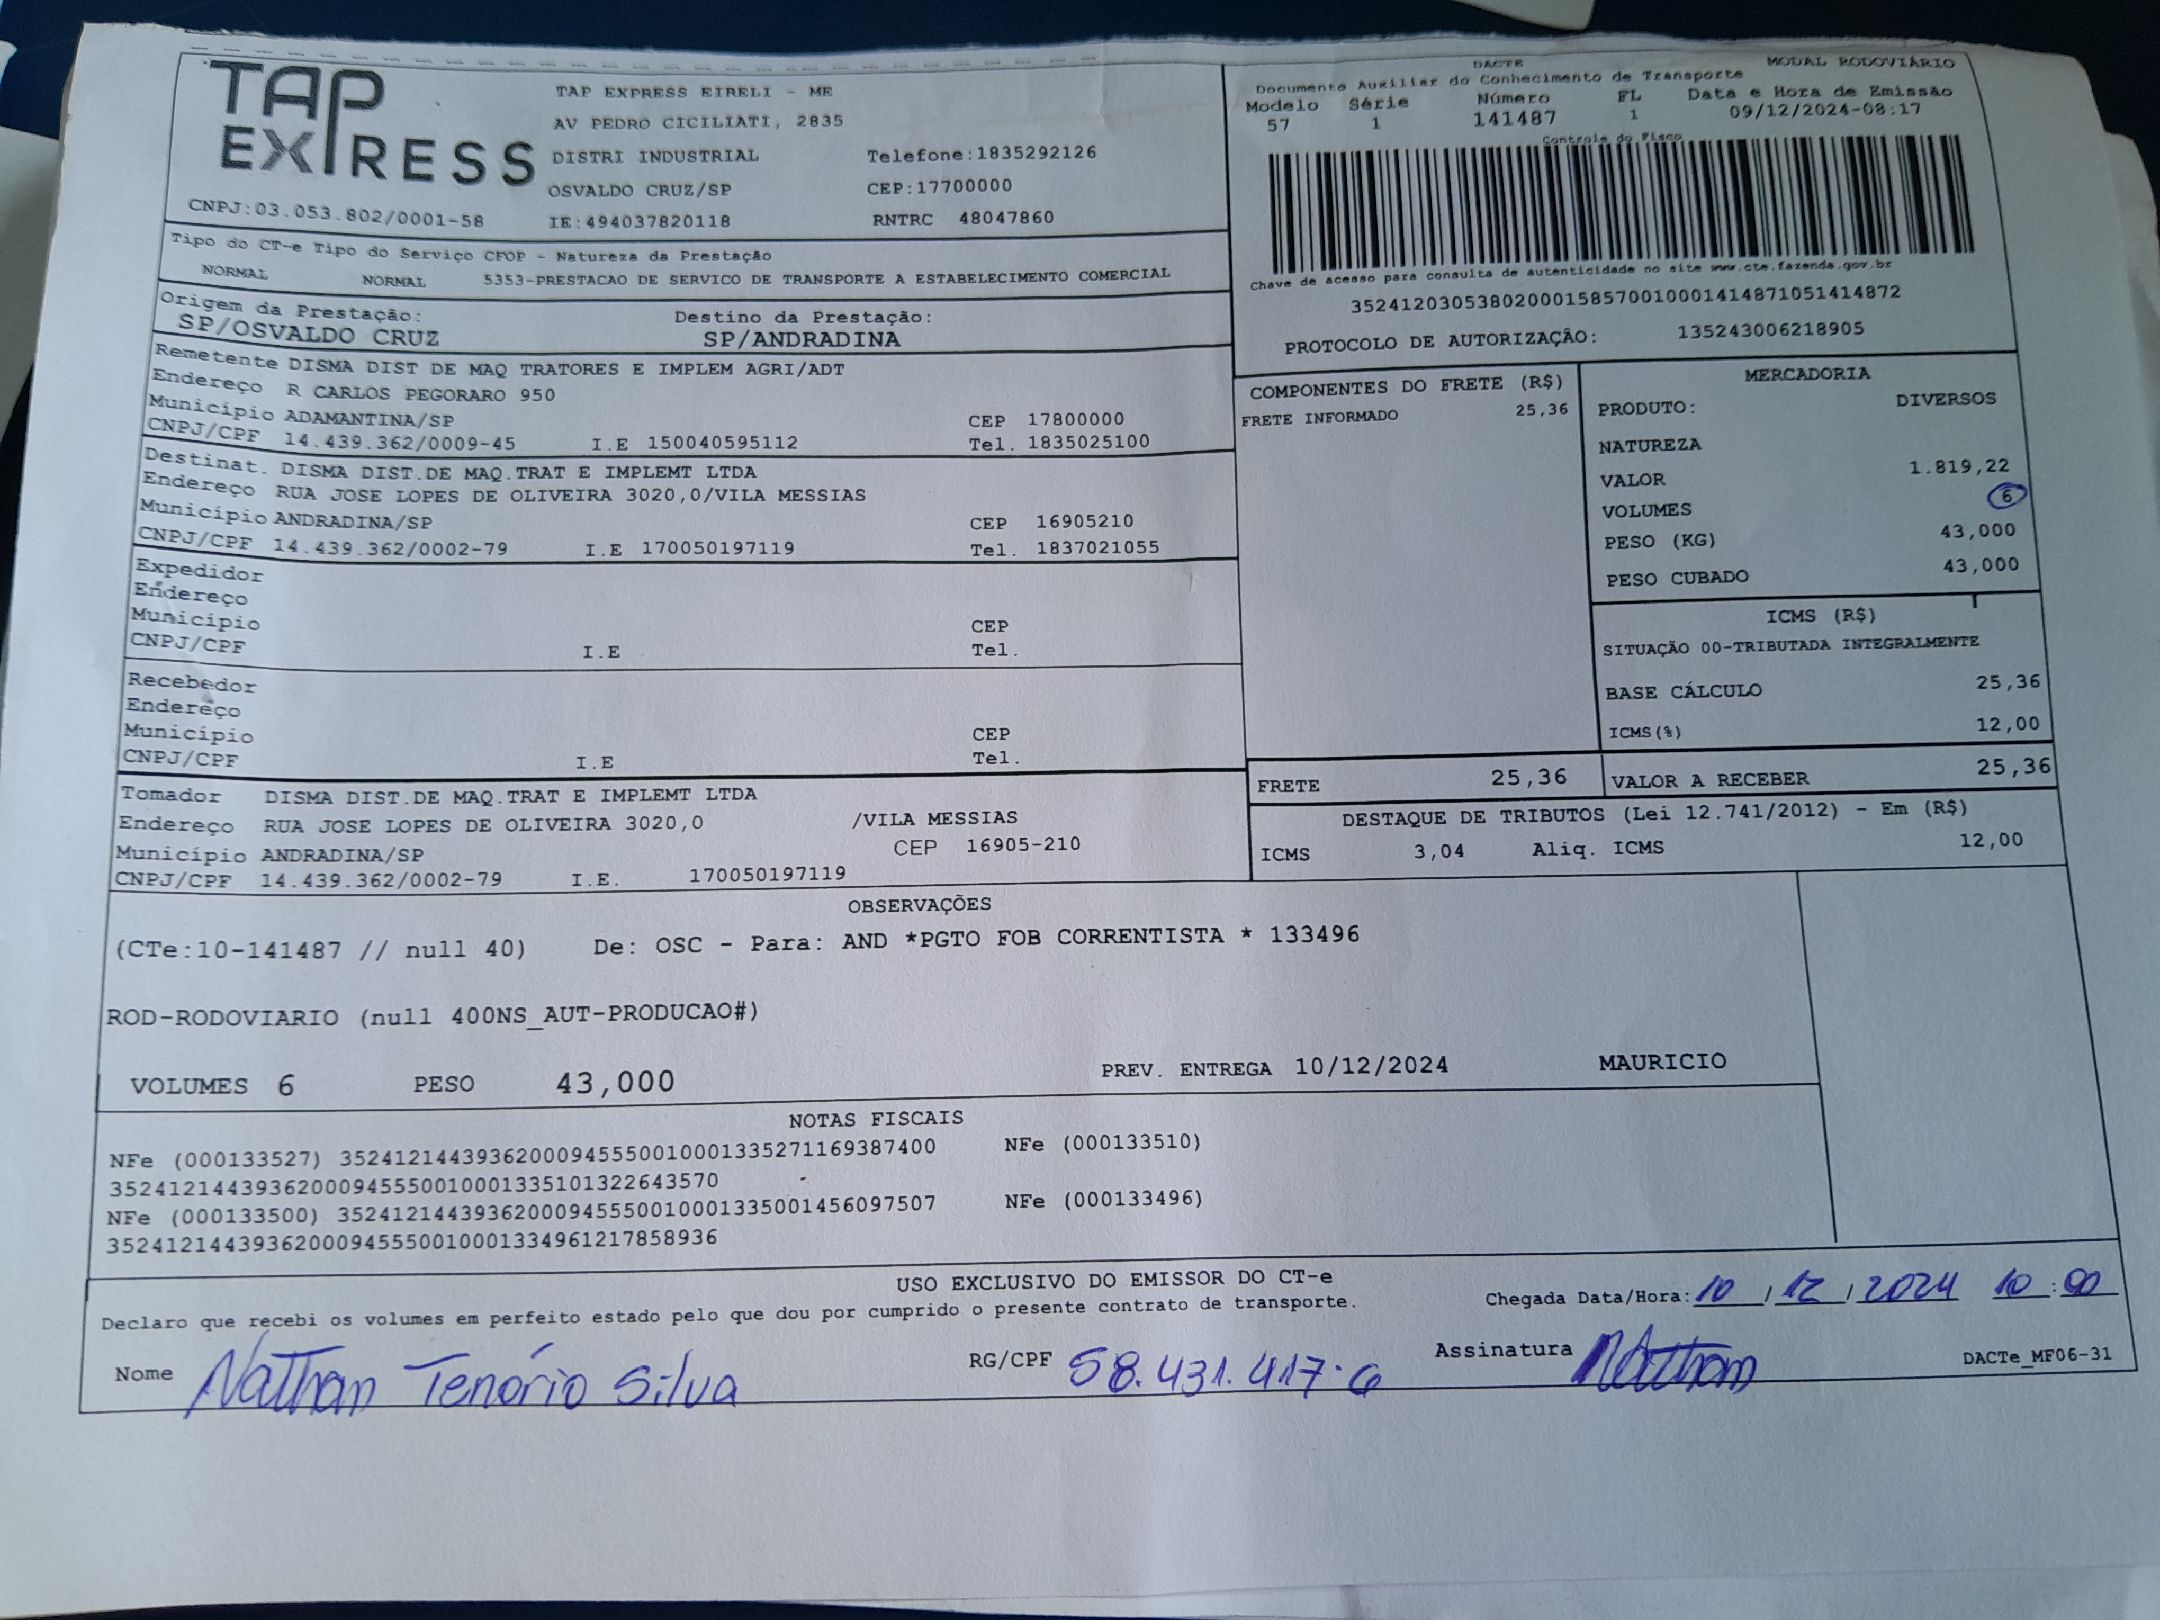 TAP EXPRESS
TAP EXPRESS EIRELI - ME
AV PEDRO CICILIATI, 2835
DISTRI INDUSTRIAL Telefone:1835292126
OSVALDO CRUZ/SP CEP:17700000
CNPJ:03.053.802/0001-58 IE:494037820118 RNTRC 48047860
DACTE MODAL RODOVIÁRIO
Documento Auxiliar do Conhecimento de Transporte
Modelo Série Número FL Data e Hora de Emissão
57 1 141487 1 09/12/2024-08:17
Controle do Fisco
Chave de acesso para consulta de autenticidade no site www.cte.fazenda.gov.br
35241203053802000158570010001414871051414872
PROTOCOLO DE AUTORIZAÇÃO: 135243006218905
Tipo do CT-e Tipo do Serviço CFOP - Natureza da Prestação
NORMAL NORMAL 5353-PRESTACAO DE SERVICO DE TRANSPORTE A ESTABELECIMENTO COMERCIAL
Origem da Prestação: Destino da Prestação:
SP/OSVALDO CRUZ SP/ANDRADINA
Remetente DISMA DIST DE MAQ TRATORES E IMPLEM AGRI/ADT
Endereço R CARLOS PEGORARO 950
Município ADAMANTINA/SP CEP 17800000
CNPJ/CPF 14.439.362/0009-45 I.E 150040595112 Tel. 1835025100
Destinat. DISMA DIST.DE MAQ.TRAT E IMPLEMT LTDA
Endereço RUA JOSE LOPES DE OLIVEIRA 3020,0/VILA MESSIAS
Município ANDRADINA/SP CEP 16905210
CNPJ/CPF 14.439.362/0002-79 I.E 170050197119 Tel. 1837021055
Expedidor
Endereço
Município CEP
CNPJ/CPF I.E Tel.
Recebedor
Endereço
Município CEP
CNPJ/CPF I.E Tel.
Tomador DISMA DIST.DE MAQ.TRAT E IMPLEMT LTDA
Endereço RUA JOSE LOPES DE OLIVEIRA 3020,0 /VILA MESSIAS
Município ANDRADINA/SP CEP 16905-210
CNPJ/CPF 14.439.362/0002-79 I.E. 170050197119
COMPONENTES DO FRETE (R$)
FRETE INFORMADO 25,36
MERCADORIA
PRODUTO: DIVERSOS
NATUREZA
VALOR 1.819,22
VOLUMES 6
PESO (KG) 43,000
PESO CUBADO 43,000
ICMS (R$)
SITUAÇÃO 00-TRIBUTADA INTEGRALMENTE
BASE CÁLCULO 25,36
ICMS(%) 12,00
FRETE 25,36 VALOR A RECEBER 25,36
DESTAQUE DE TRIBUTOS (Lei 12.741/2012) - Em (R$)
ICMS 3,04 Aliq. ICMS 12,00
OBSERVAÇÕES
(CTe:10-141487 // null 40) De: OSC - Para: AND *PGTO FOB CORRENTISTA * 133496
ROD-RODOVIARIO (null 400NS_AUT-PRODUCAO#)
VOLUMES 6 PESO 43,000 PREV. ENTREGA 10/12/2024 MAURICIO
NOTAS FISCAIS
NFe (000133527) 35241214439362000945550010001335271169387400 NFe (000133510)
35241214439362000945550010001335101322643570
NFe (000133500) 35241214439362000945550010001335001456097507 NFe (000133496)
35241214439362000945550010001334961217858936
USO EXCLUSIVO DO EMISSOR DO CT-e
Declaro que recebi os volumes em perfeito estado pelo que dou por cumprido o presente contrato de transporte. Chegada Data/Hora: 10 / 12 / 2024 10:00
Nome Nathan Tenório Silva RG/CPF 58.431.417-6 Assinatura Nathan DACTe_MF06-31